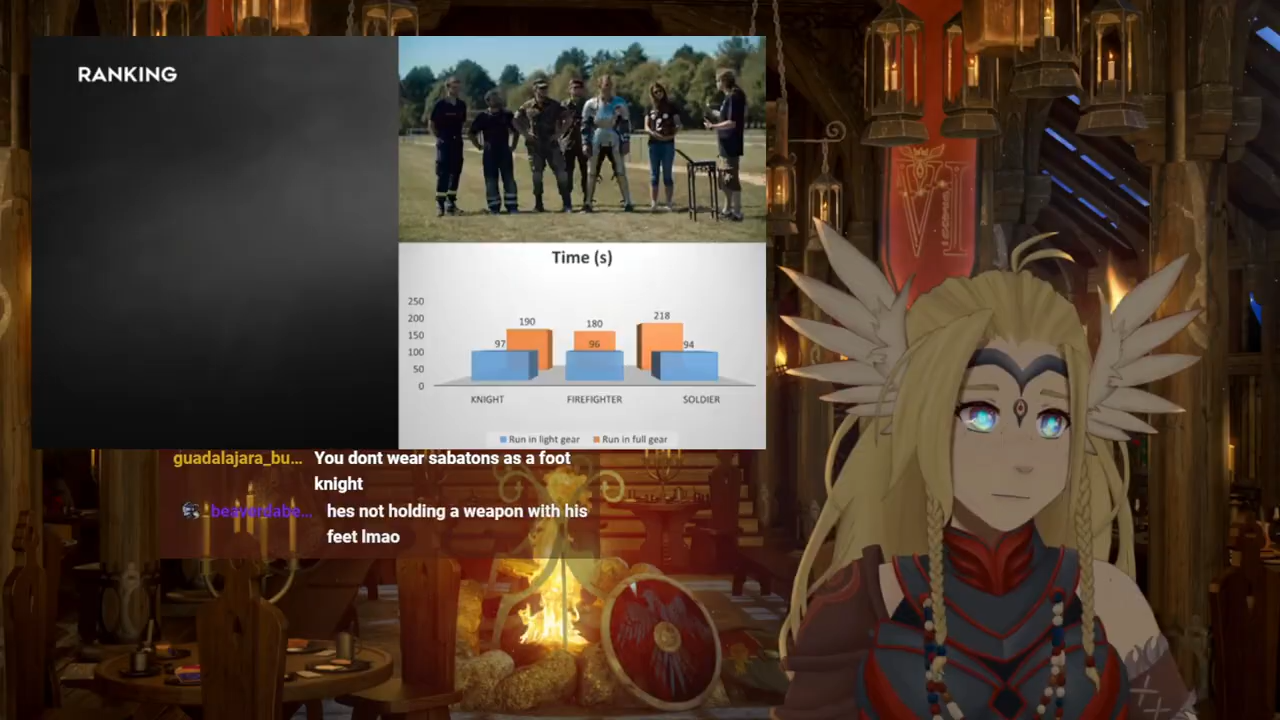 RANKING
Time (s)
250
200
150
100
50
0
97
190
96
180
218
94
KNIGHT
FIREFIGHTER
SOLDIER
Run in light gear
Run in full gear
guadalajara_bu... You dont wear sabatons as a foot
knight
hes not holding a weapon with his
feet lmao
VI